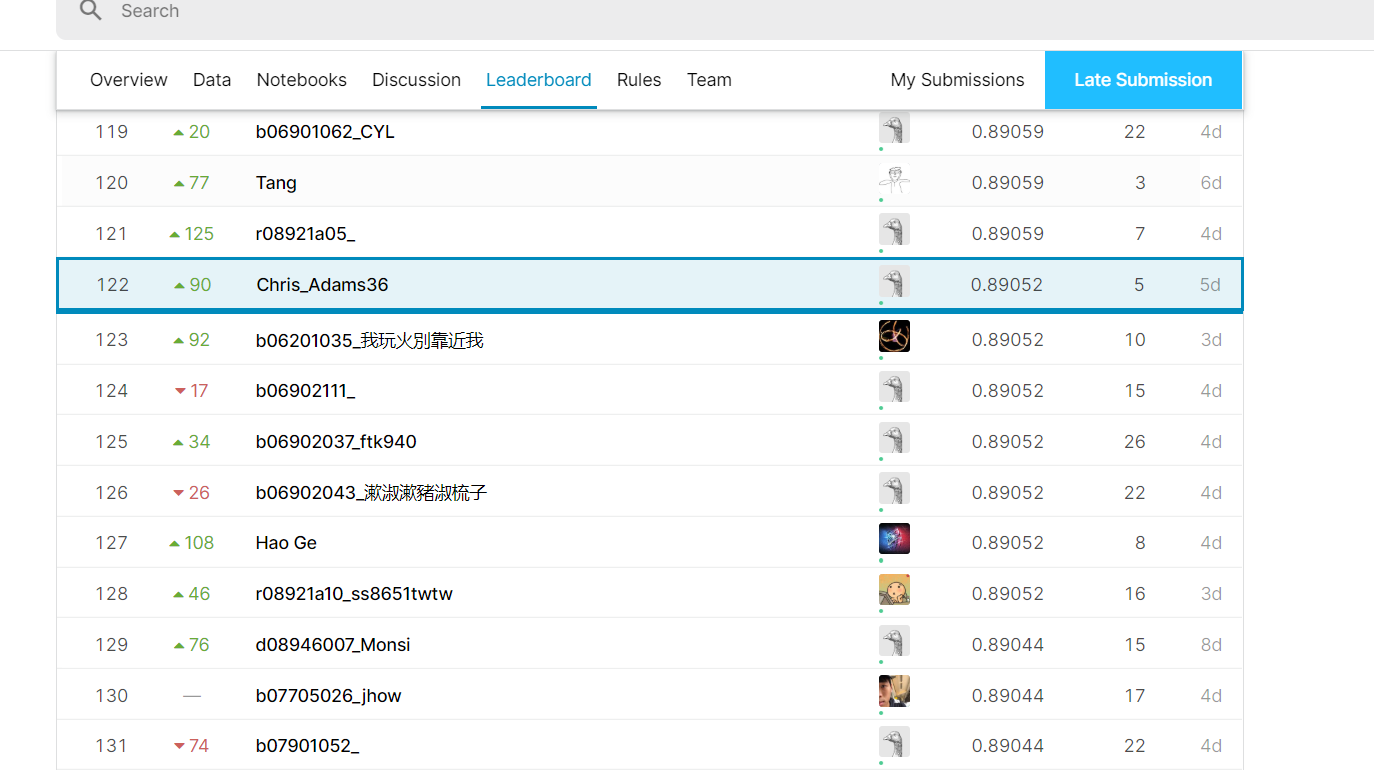 Search
Overview Data Notebooks Discussion Leaderboard Rules Team My Submissions Late Submission
119 20 b06901062_CYL 0.89059 22 4d
120 77 Tang 0.89059 3 6d
121 125 r08921a05_ 0.89059 7 4d
122 90 Chris_Adams36 0.89052 5 5d
123 92 b06201035_我玩火別靠近我 0.89052 10 3d
124 17 b06902111_ 0.89052 15 4d
125 34 b06902037_ftk940 0.89052 26 4d
126 26 b06902043_漱淑漱豬淑梳子 0.89052 22 4d
127 108 Hao Ge 0.89052 8 4d
128 46 r08921a10_ss8651twtw 0.89052 16 3d
129 76 d08946007_Monsi 0.89044 15 8d
130 — b07705026_jhow 0.89044 17 4d
131 74 b07901052_ 0.89044 22 4d